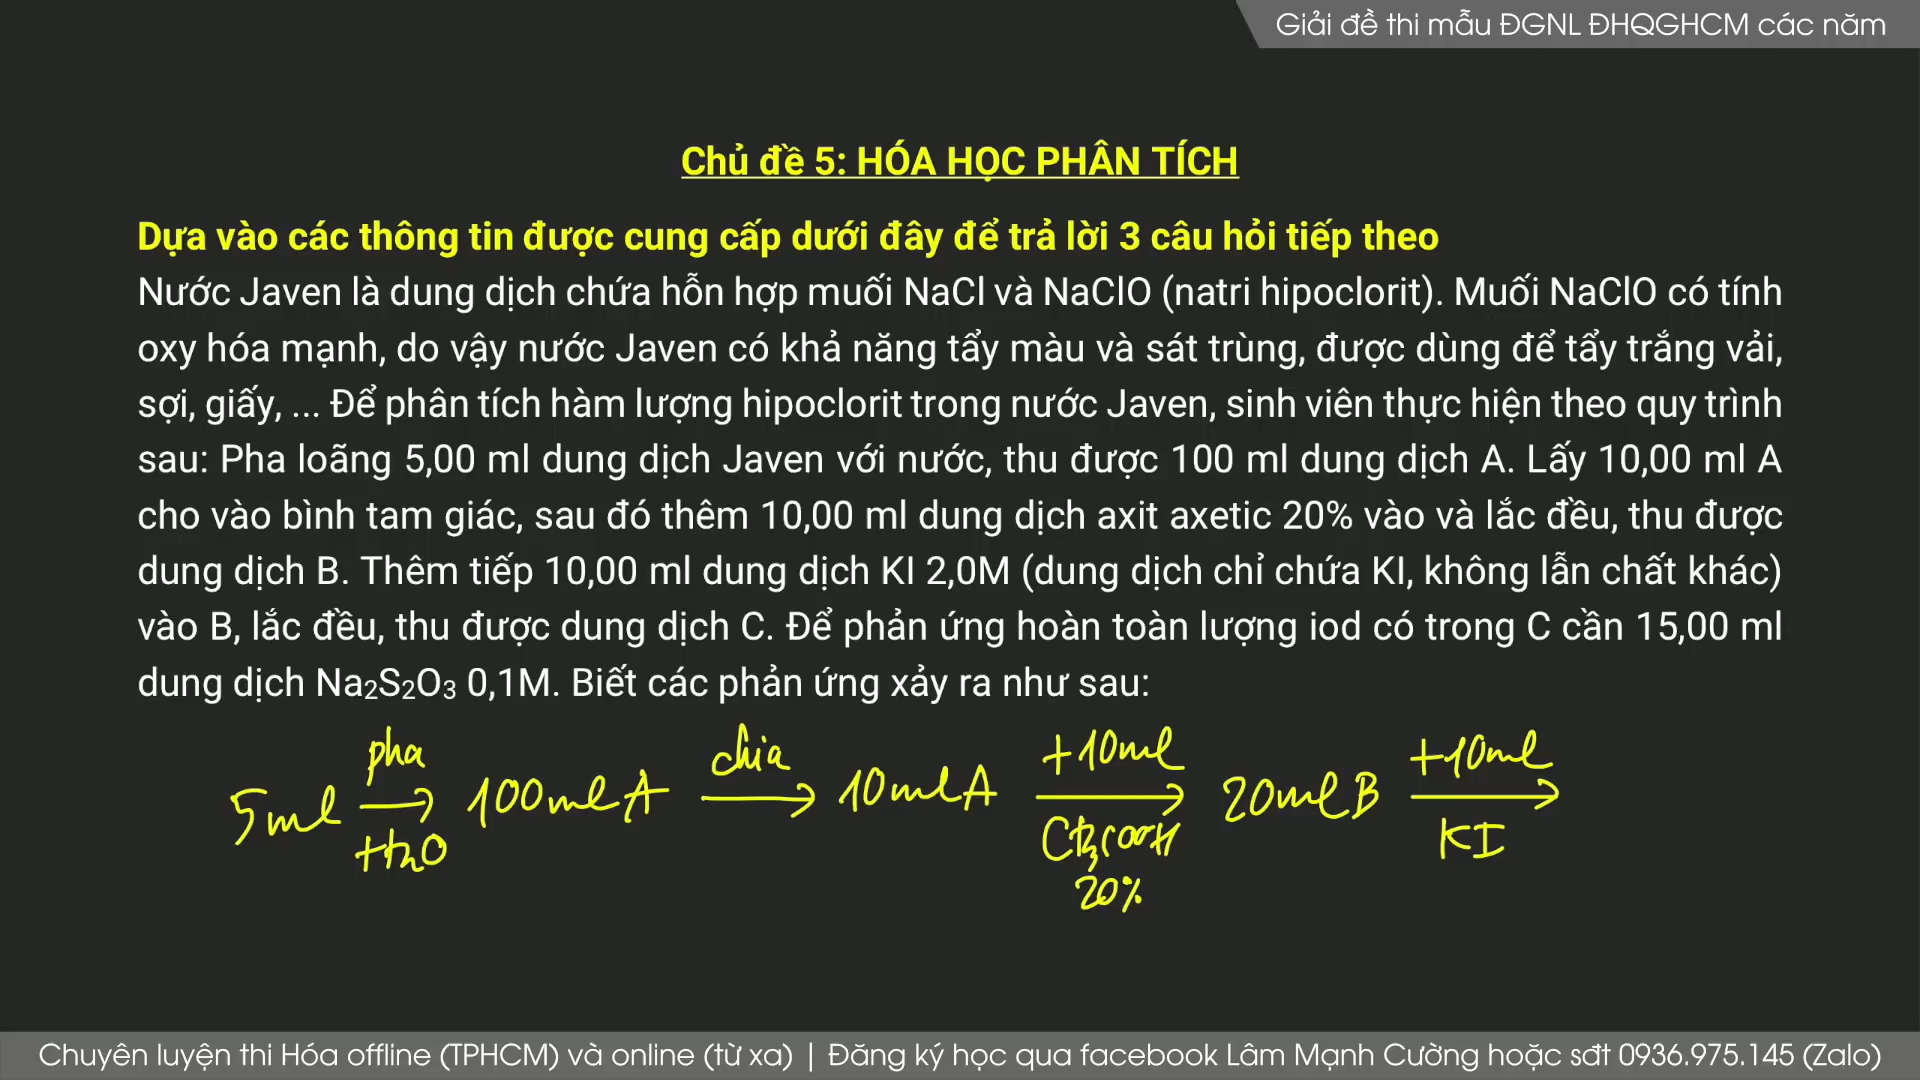 Giải đề thi mẫu ĐGNL ĐHQGHCM các năm
Chủ đề 5: HÓA HỌC PHÂN TÍCH
Dựa vào các thông tin được cung cấp dưới đây để trả lời 3 câu hỏi tiếp theo
Nước Javen là dung dịch chứa hỗn hợp muối NaCl và NaClO (natri hipoclorit). Muối NaClO có tính
oxy hóa mạnh, do vậy nước Javen có khả năng tẩy màu và sát trùng, được dùng để tẩy trắng vải,
sợi, giấy, ... Để phân tích hàm lượng hipoclorit trong nước Javen, sinh viên thực hiện theo quy trình
sau: Pha loãng 5,00 ml dung dịch Javen với nước, thu được 100 ml dung dịch A. Lấy 10,00 ml A
cho vào bình tam giác, sau đó thêm 10,00 ml dung dịch axit axetic 20% vào và lắc đều, thu được
dung dịch B. Thêm tiếp 10,00 ml dung dịch KI 2,0M (dung dịch chỉ chứa KI, không lẫn chất khác)
vào B, lắc đều, thu được dung dịch C. Để phản ứng hoàn toàn lượng iod có trong C cần 15,00 ml
dung dịch Na₂S₂O₃ 0,1M. Biết các phản ứng xảy ra như sau:
pha chia +10ml +10ml
5ml → 100ml A → 10ml A → 20ml B →
+H₂O CH₃COOH KI
20%
Chuyên luyện thi Hóa offline (TPHCM) và online (từ xa) | Đăng ký học qua facebook Lâm Mạnh Cường hoặc sđt 0936.975.145 (Zalo)